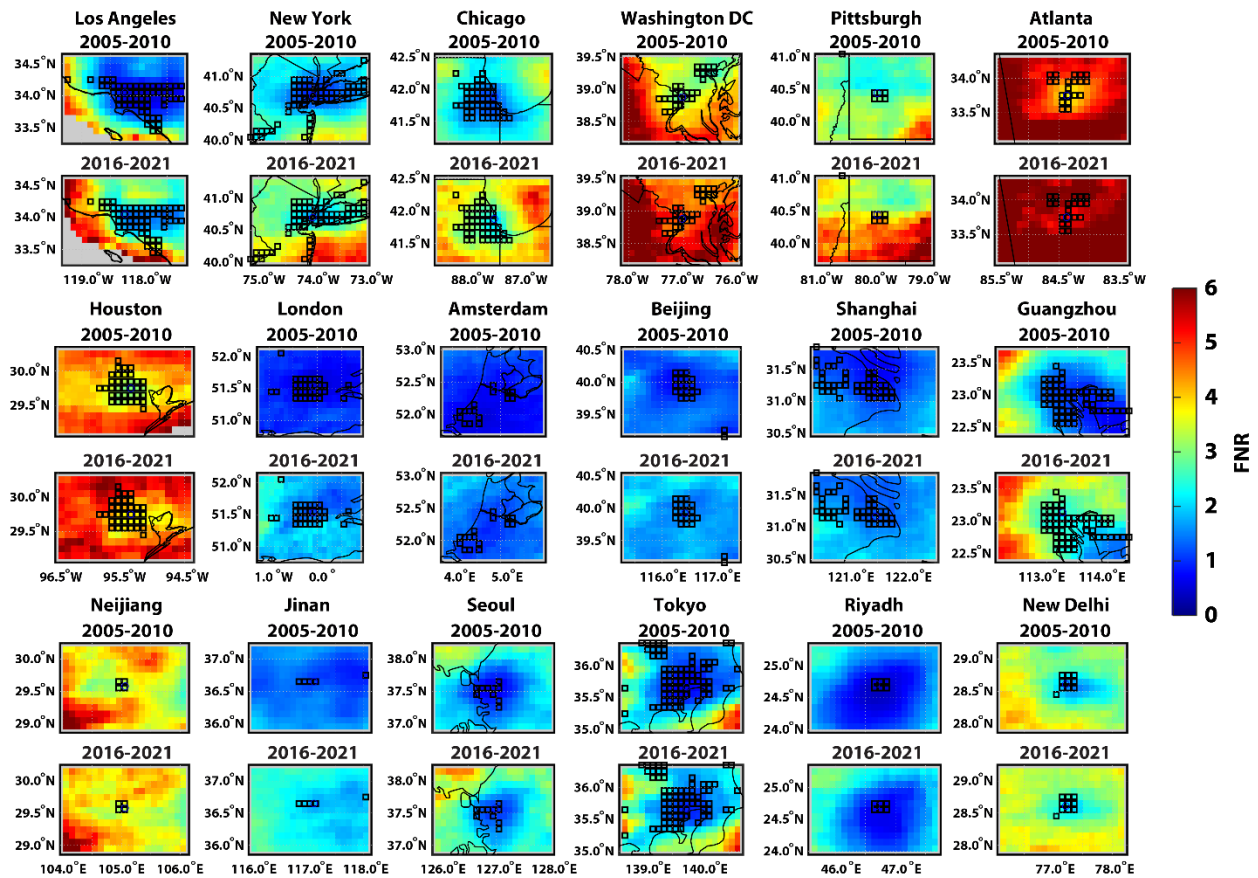 Los Angeles New York Chicago Washington DC Pittsburgh Atlanta
2005-2010 2005-2010 2005-2010 2005-2010 2005-2010 2005-2010
34.5°N 41.0°N 42.5°N 39.5°N 41.0°N
34.0°N 40.5°N 42.0°N 39.0°N 40.5°N 34.0°N
33.5°N 40.0°N 41.5°N 38.5°N 40.0°N 33.5°N
2016-2021 2016-2021 2016-2021 2016-2021 2016-2021 2016-2021
34.5°N 41.0°N 42.5°N 39.5°N 41.0°N
34.0°N 40.5°N 42.0°N 39.0°N 40.5°N 34.0°N
33.5°N 40.0°N 41.5°N 38.5°N 40.0°N 33.5°N
119.0°W 118.0°W 75.0°W 74.0°W 73.0°W 88.0°W 87.0°W 78.0°W 77.0°W 76.0°W 81.0°W 80.0°W 79.0°W 85.5°W 84.5°W 83.5°W
Houston London Amsterdam Beijing Shanghai Guangzhou
2005-2010 2005-2010 2005-2010 2005-2010 2005-2010 2005-2010
30.0°N 52.0°N 53.0°N 40.5°N 31.5°N 23.5°N
29.5°N 51.5°N 52.5°N 40.0°N 31.0°N 23.0°N
51.0°N 52.0°N 39.5°N 30.5°N 22.5°N
2016-2021 2016-2021 2016-2021 2016-2021 2016-2021 2016-2021
30.0°N 52.0°N 53.0°N 40.5°N 31.5°N 23.5°N
29.5°N 51.5°N 52.5°N 40.0°N 31.0°N 23.0°N
51.0°N 52.0°N 39.5°N 30.5°N 22.5°N
96.5°W 95.5°W 94.5°W 1.0°W 0.0° 4.0°E 5.0°E 116.0°E 117.0°E 121.0°E 122.0°E 113.0°E 114.0°E
6
5
4
3
2
1
0
FNR
Neijiang Jinan Seoul Tokyo Riyadh New Delhi
2005-2010 2005-2010 2005-2010 2005-2010 2005-2010 2005-2010
30.0°N 37.0°N 38.0°N 36.0°N 25.0°N 29.0°N
29.5°N 36.5°N 37.5°N 35.5°N 24.5°N 28.5°N
29.0°N 36.0°N 37.0°N 35.0°N 24.0°N 28.0°N
2016-2021 2016-2021 2016-2021 2016-2021 2016-2021 2016-2021
30.0°N 37.0°N 38.0°N 36.0°N 25.0°N 29.0°N
29.5°N 36.5°N 37.5°N 35.5°N 24.5°N 28.5°N
29.0°N 36.0°N 37.0°N 35.0°N 24.0°N 28.0°N
104.0°E 105.0°E 106.0°E 116.0°E 117.0°E 118.0°E 126.0°E 127.0°E 128.0°E 139.0°E 140.0°E 46.0°E 47.0°E 77.0°E 78.0°E